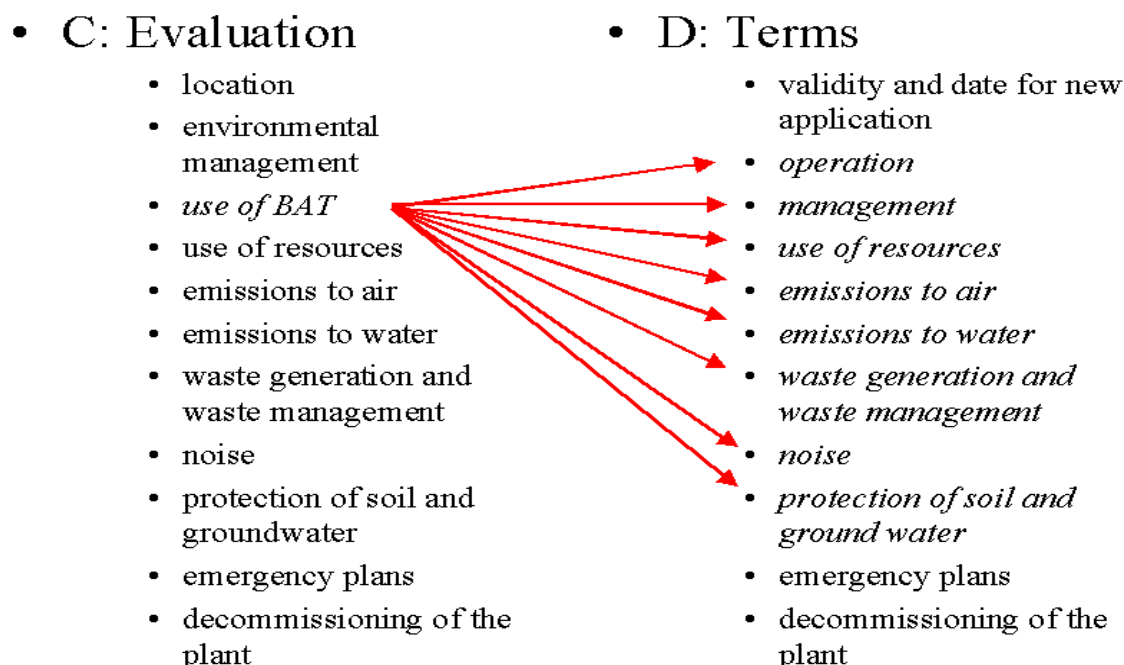 • C: Evaluation
• location
• environmental
management
• use of BAT
• use of resources
• emissions to air
• emissions to water
• waste generation and
waste management
• noise
• protection of soil and
groundwater
• emergency plans
• decommissioning of the
plant
• D: Terms
• validity and date for new
application
• operation
• management
• use of resources
• emissions to air
• emissions to water
• waste generation and
waste management
• noise
• protection of soil and
ground water
• emergency plans
• decommissioning of the
plant